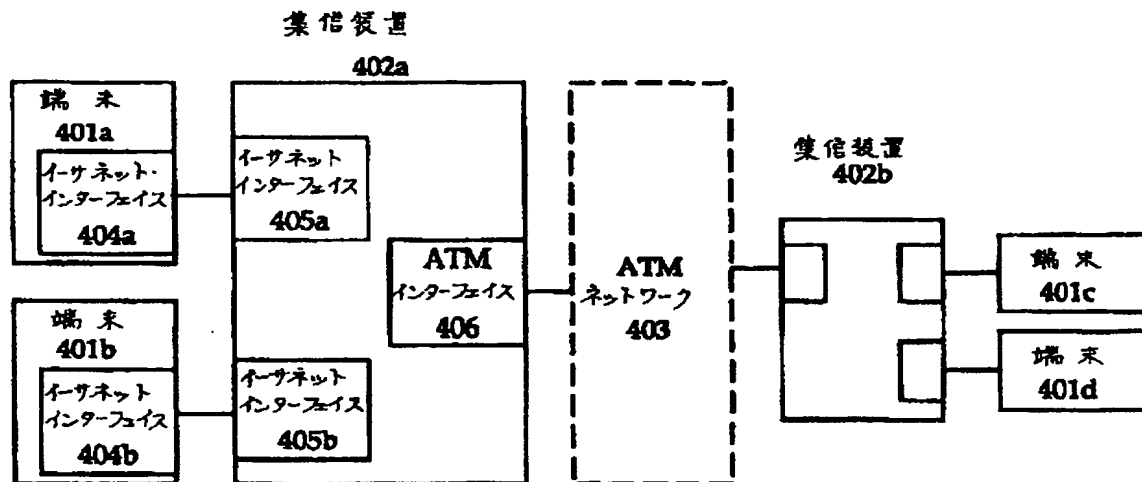 集信装置
402a
端末
401a
イーサネット・
インターフェイス
404a
イーサネット
インターフェイス
405a
ATM
インターフェイス
406
端末
401b
イーサネット
インターフェイス
404b
イーサネット
インターフェイス
405b
ATM
ネットワーク
403
集信装置
402b
端末
401c
端末
401d